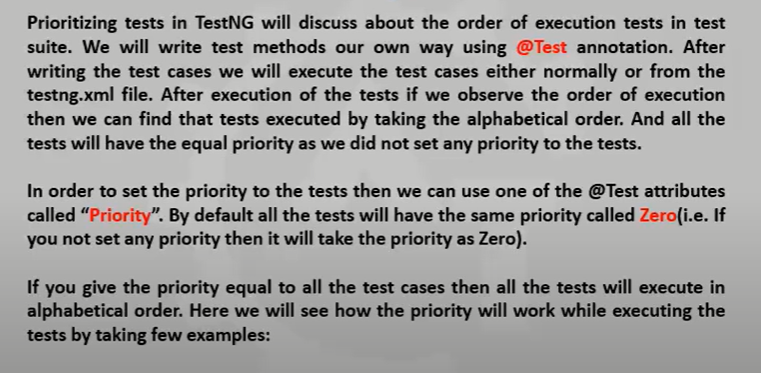 Prioritizing tests in TestNG will discuss about the order of execution tests in test
suite. We will write test methods our own way using @Test annotation. After
writing the test cases we will execute the test cases either normally or from the
testng.xml file. After execution of the tests if we observe the order of execution
then we can find that tests executed by taking the alphabetical order. And all the
tests will have the equal priority as we did not set any priority to the tests.
In order to set the priority to the tests then we can use one of the @Test attributes
called “Priority”. By default all the tests will have the same priority called Zero(i.e. If
you not set any priority then it will take the priority as Zero).
If you give the priority equal to all the test cases then all the tests will execute in
alphabetical order. Here we will see how the priority will work while executing the
tests by taking few examples: